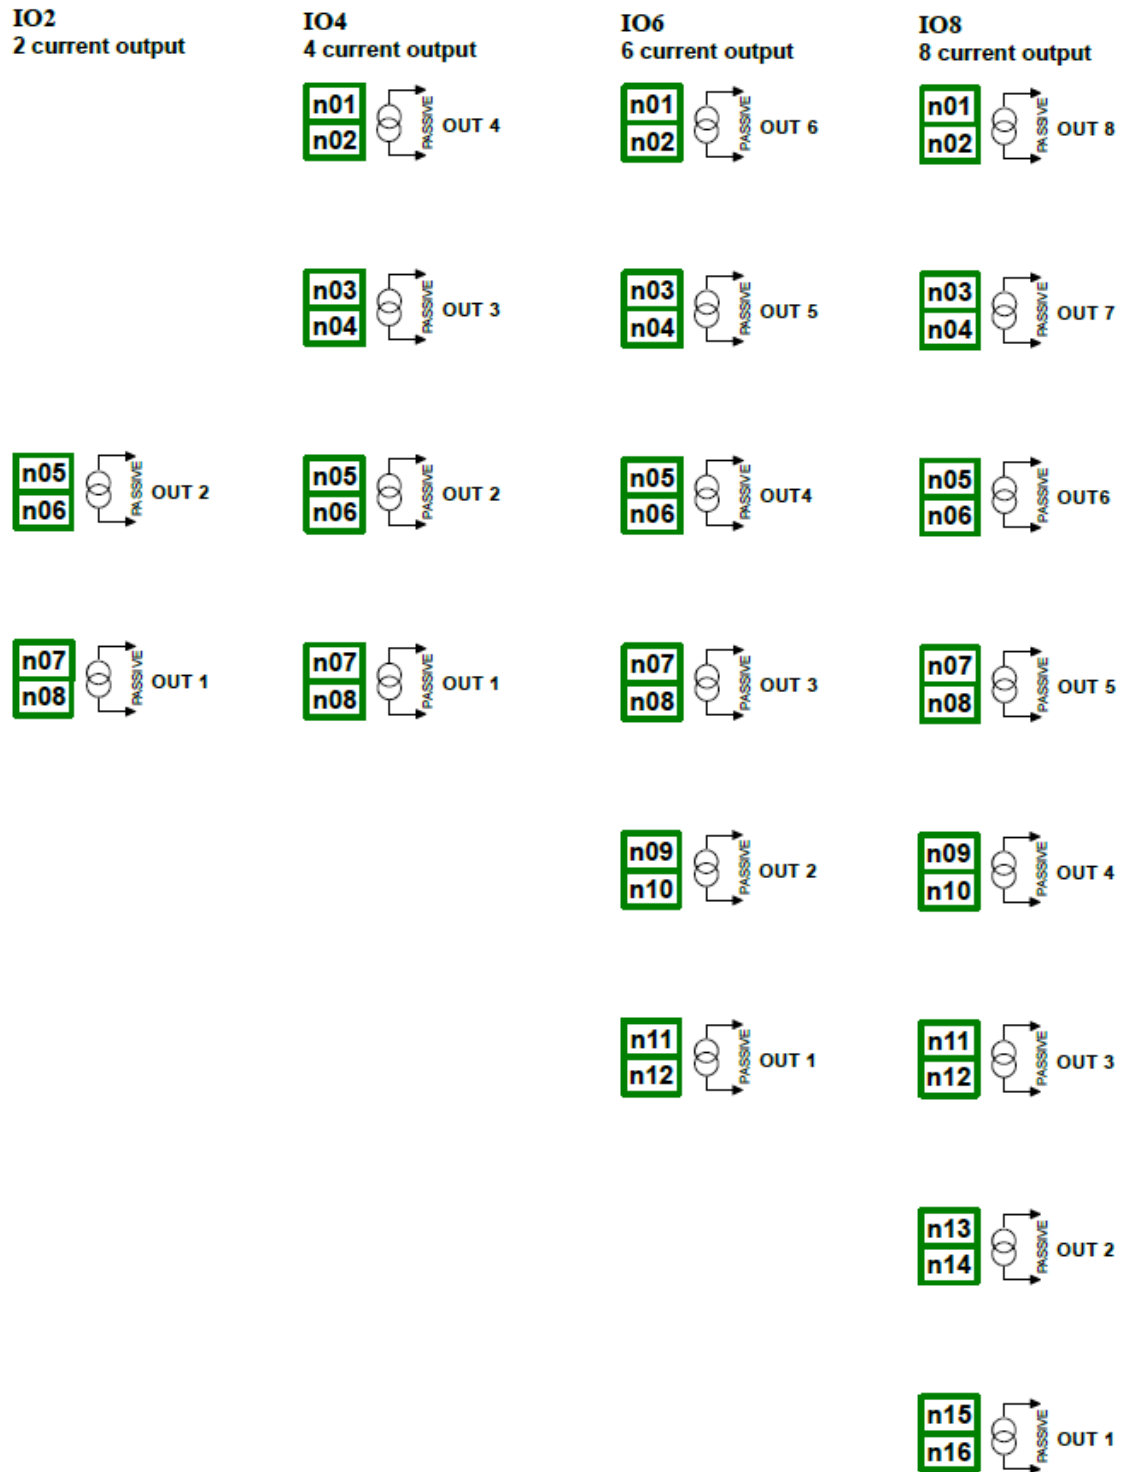 IO2
2 current output
n05
n06
PASSIVE
OUT 2
n07
n08
PASSIVE
OUT 1
IO4
4 current output
n01
n02
PASSIVE
OUT 4
n03
n04
PASSIVE
OUT 3
n05
n06
PASSIVE
OUT 2
n07
n08
PASSIVE
OUT 1
IO6
6 current output
n01
n02
PASSIVE
OUT 6
n03
n04
PASSIVE
OUT 5
n05
n06
PASSIVE
OUT4
n07
n08
PASSIVE
OUT 3
n09
n10
PASSIVE
OUT 2
n11
n12
PASSIVE
OUT 1
IO8
8 current output
n01
n02
PASSIVE
OUT 8
n03
n04
PASSIVE
OUT 7
n05
n06
PASSIVE
OUT6
n07
n08
PASSIVE
OUT 5
n09
n10
PASSIVE
OUT 4
n11
n12
PASSIVE
OUT 3
n13
n14
PASSIVE
OUT 2
n15
n16
PASSIVE
OUT 1